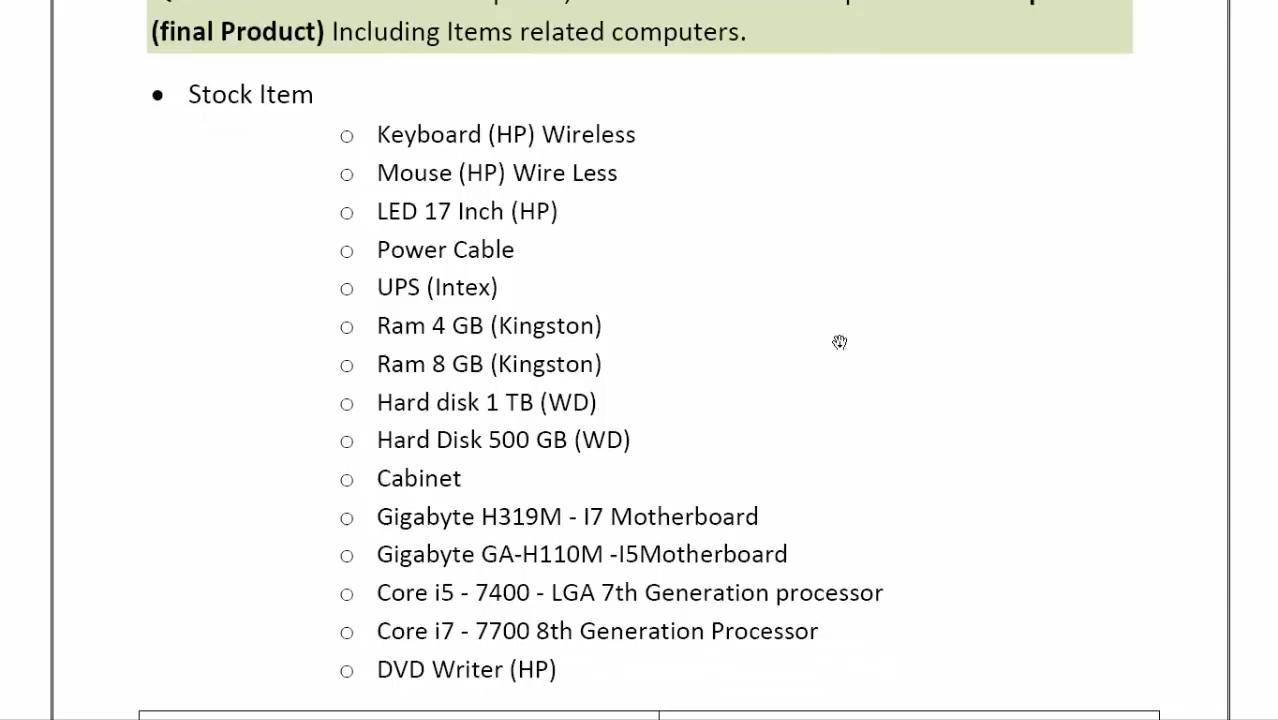 (final Product) Including Items related computers.
• Stock Item
○ Keyboard (HP) Wireless
○ Mouse (HP) Wire Less
○ LED 17 Inch (HP)
○ Power Cable
○ UPS (Intex)
○ Ram 4 GB (Kingston)
○ Ram 8 GB (Kingston)
○ Hard disk 1 TB (WD)
○ Hard Disk 500 GB (WD)
○ Cabinet
○ Gigabyte H319M - I7 Motherboard
○ Gigabyte GA-H110M -I5Motherboard
○ Core i5 - 7400 - LGA 7th Generation processor
○ Core i7 - 7700 8th Generation Processor
○ DVD Writer (HP)